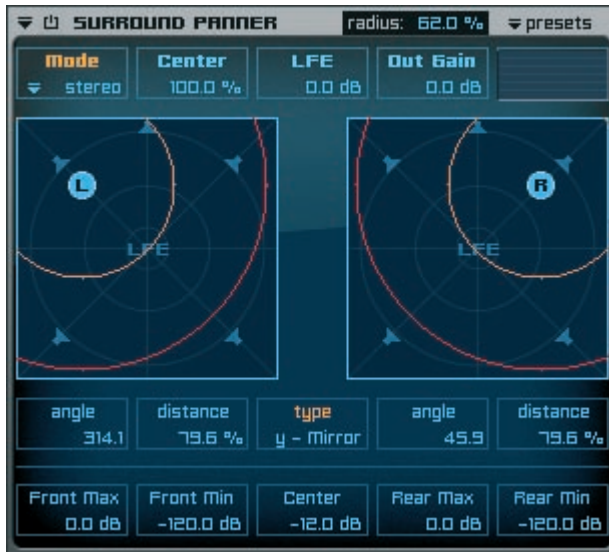 SURROUND PANNER radius: 62.0 % presets
Mode Center LFE Out Gain
stereo 100.0 % 0.0 dB 0.0 dB
L R
LFE LFE
angle distance type angle distance
314.1 79.6 % y - Mirror 45.9 79.6 %
Front Max Front Min Center Rear Max Rear Min
0.0 dB -120.0 dB -12.0 dB 0.0 dB -120.0 dB